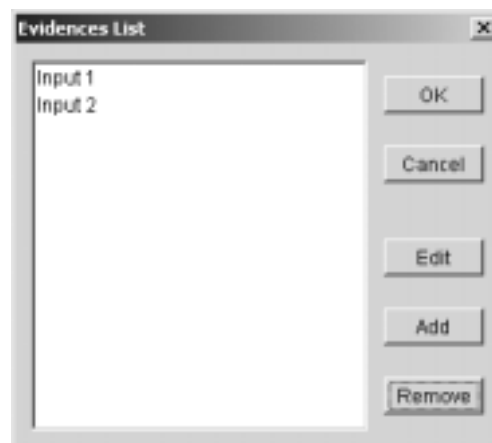 Evidences List
Input 1
Input 2
OK
Cancel
Edit
Add
Remove